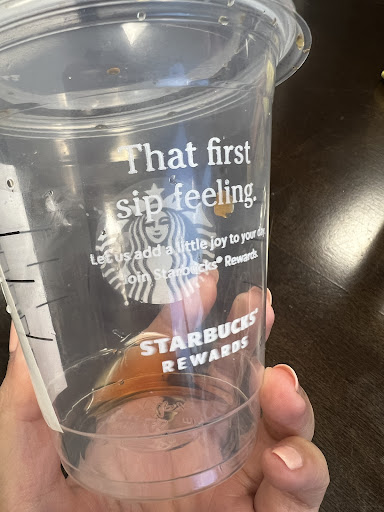 That first
sip feeling.
Let us add a little joy to your day
Join Starbucks® Rewards
STARBUCKS®
REWARDS